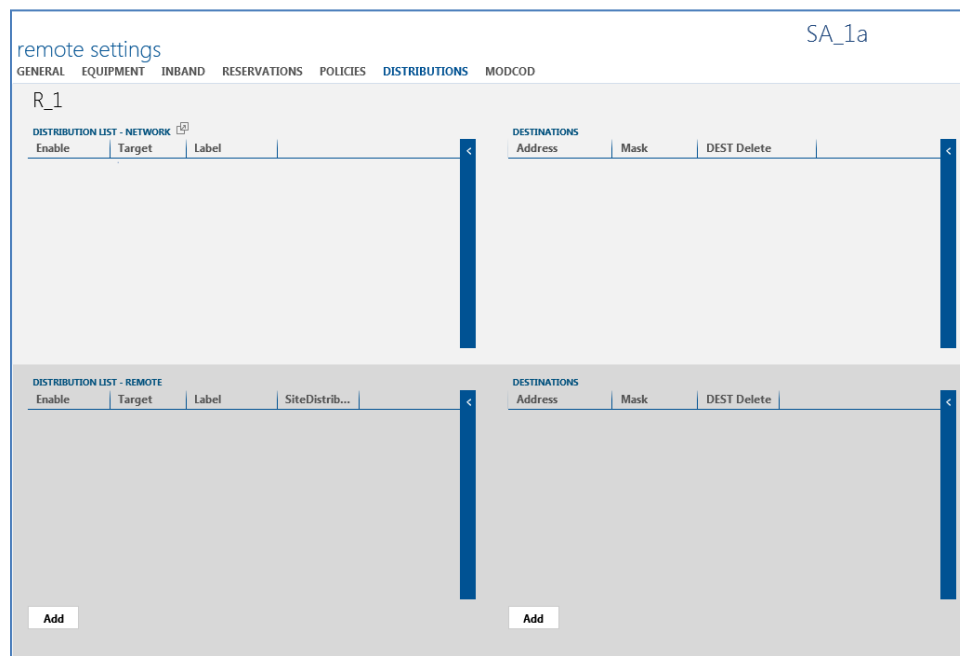 SA_1a
remote settings
GENERAL EQUIPMENT INBAND RESERVATIONS POLICIES DISTRIBUTIONS MODCOD
R_1
DISTRIBUTION LIST - NETWORK
Enable Target Label
<
DESTINATIONS
Address Mask DEST Delete
<
DISTRIBUTION LIST - REMOTE
Enable Target Label SiteDistrib...
<
Add
DESTINATIONS
Address Mask DEST Delete
<
Add